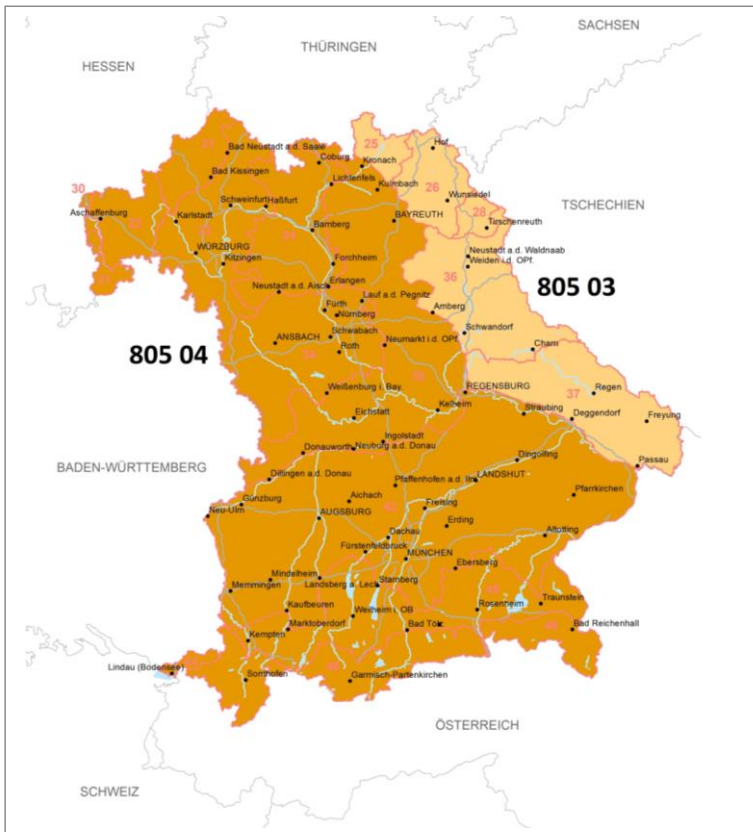 SACHSEN
THÜRINGEN
HESSEN
25
Hof
Bad Neustadt a.d. Saale
Coburg
Kronach
Bad Kissingen
Lichtenfels
Kulmbach
26
Wunsiedel
30
Schweinfurt
Haßfurt
28
TSCHECHIEN
Aschaffenburg
Karlstadt
BAYREUTH
Tirschenreuth
Bamberg
WÜRZBURG
Kitzingen
Forchheim
Neustadt a.d. Waldnaab
Weiden i.d. OPf.
36
805 03
Neustadt a.d. Aisch
Erlangen
Lauf a.d. Pegnitz
Fürth
Nürnberg
Amberg
Schwabach
Schwandorf
805 04
ANSBACH
Roth
Neumarkt i.d. OPf.
Cham
Weißenburg i. Bay.
REGENSBURG
37
Regen
Eichstätt
Kelheim
Straubing
Deggendorf
Freyung
Ingolstadt
Donauwörth
Neuburg a.d. Donau
Dingolfing
Passau
BADEN-WÜRTTEMBERG
Dillingen a.d. Donau
Pfaffenhofen a.d. Ilm
LANDSHUT
Pfarrkirchen
Günzburg
Aichach
Freising
Neu-Ulm
AUGSBURG
Erding
Dachau
Altötting
Fürstenfeldbruck
MÜNCHEN
Ebersberg
Mindelheim
Landsberg a. Lech
Starnberg
Memmingen
Kaufbeuren
Weilheim i. OB
Rosenheim
Traunstein
Marktoberdorf
Bad Tölz
Bad Reichenhall
Kempten
Lindau (Bodensee)
Sonthofen
Garmisch-Partenkirchen
ÖSTERREICH
SCHWEIZ